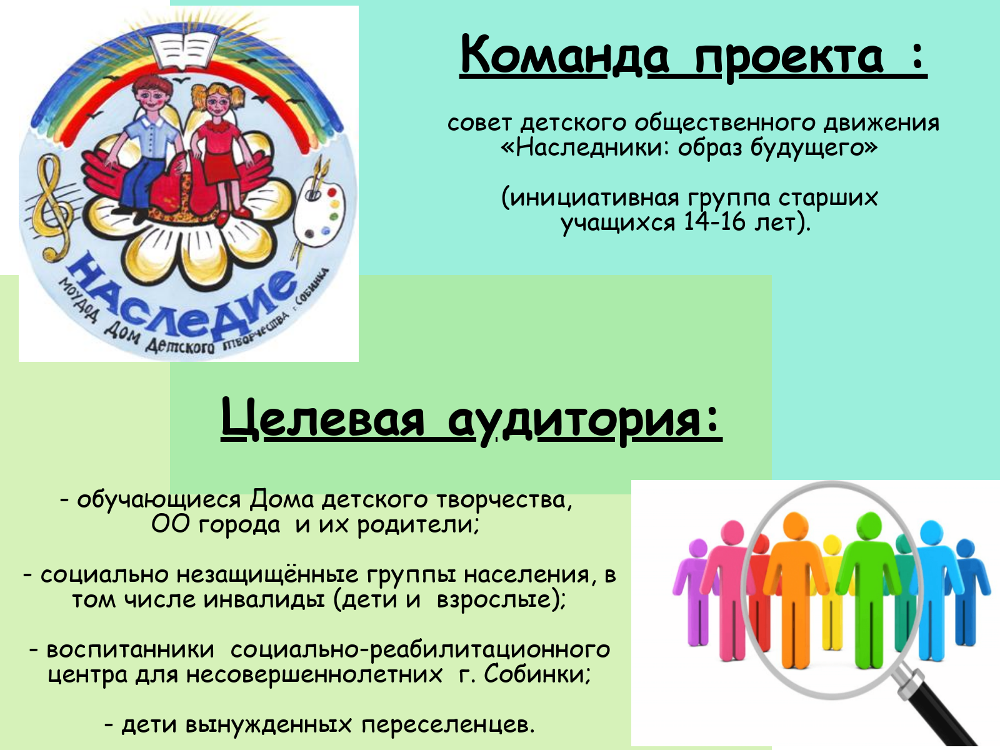 НАСЛЕДИЕ
МОУДОД ДОМ ДЕТСКОГО ТВОРЧЕСТВА г. СОБИНКА
Команда проекта :
совет детского общественного движения
«Наследники: образ будущего»
(инициативная группа старших
учащихся 14-16 лет).
Целевая аудитория:
- обучающиеся Дома детского творчества,
ОО города и их родители;
- социально незащищённые группы населения, в
том числе инвалиды (дети и взрослые);
- воспитанники социально-реабилитационного
центра для несовершеннолетних г. Собинки;
- дети вынужденных переселенцев.